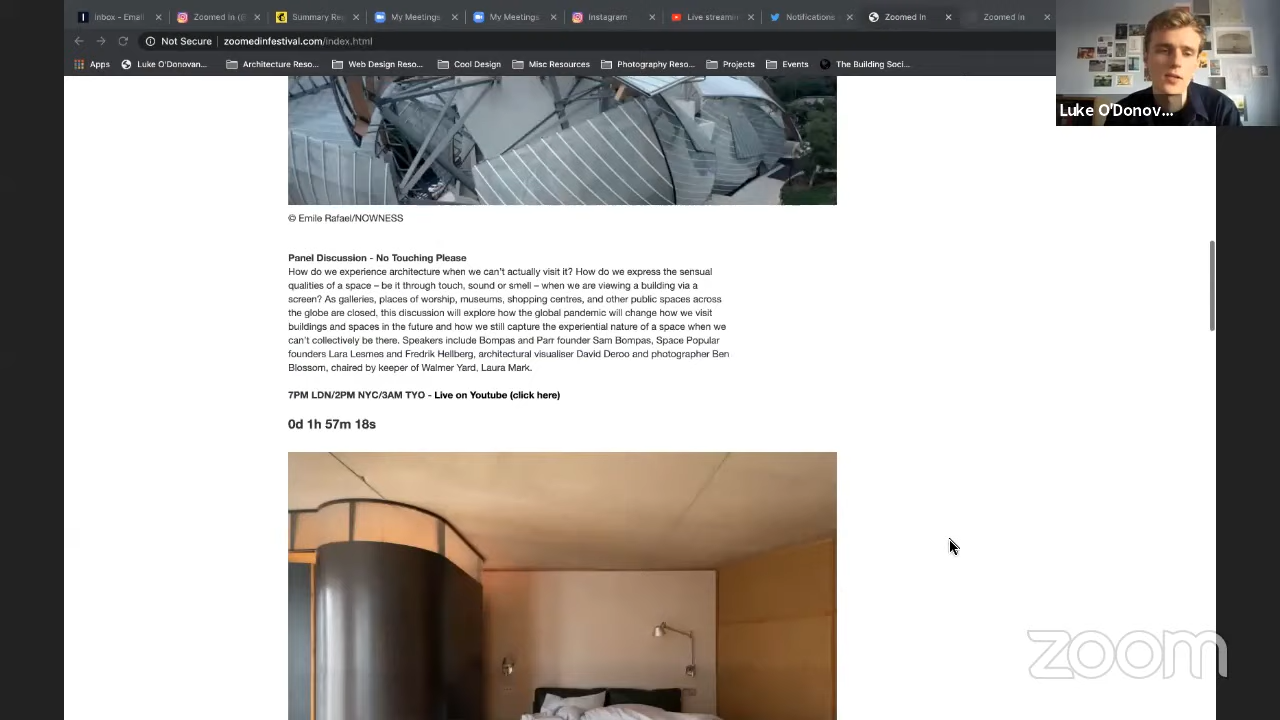 Inbox - Email
Zoomed In (@
Summary Rep
My Meetings
My Meetings
Instagram
Live streamin
Notifications
Zoomed In
Zoomed In
Not Secure
zoomedinfestival.com/index.html
Apps
Luke O'Donovan...
Architecture Reso...
Web Design Reso...
Cool Design
Misc Resources
Photography Reso...
Projects
Events
The Building Soci...
Luke O'Donov...
© Emile Rafael/NOWNESS
Panel Discussion - No Touching Please
How do we experience architecture when we can't actually visit it? How do we express the sensual
qualities of a space – be it through touch, sound or smell – when we are viewing a building via a
screen? As galleries, places of worship, museums, shopping centres, and other public spaces across
the globe are closed, this discussion will explore how the global pandemic will change how we visit
buildings and spaces in the future and how we still capture the experiential nature of a space when we
can't collectively be there. Speakers include Bompas and Parr founder Sam Bompas, Space Popular
founders Lara Lesmes and Fredrik Hellberg, architectural visualiser David Deroo and photographer Ben
Blossom, chaired by keeper of Walmer Yard, Laura Mark.
7PM LDN/2PM NYC/3AM TYO - Live on Youtube (click here)
0d 1h 57m 18s
zoom